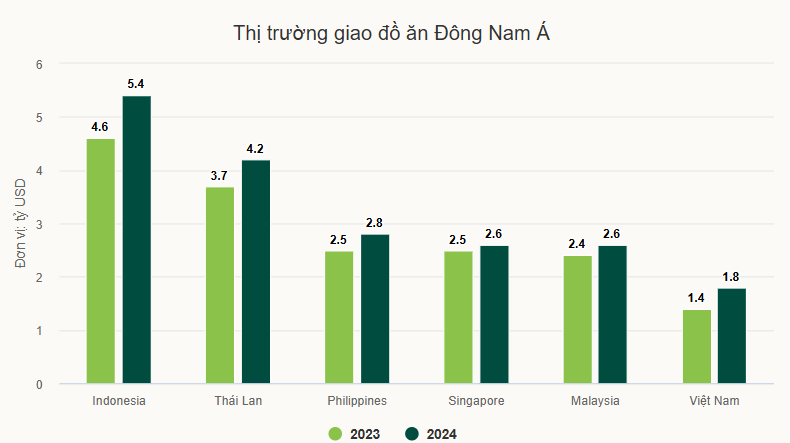 Thị trường giao đồ ăn Đông Nam Á
Đơn vị: tỷ USD
6
5
4
3
2
1
0
4.6
5.4
3.7
4.2
2.5
2.8
2.5
2.6
2.4
2.6
1.4
1.8
Indonesia
Thái Lan
Philippines
Singapore
Malaysia
Việt Nam
2023
2024